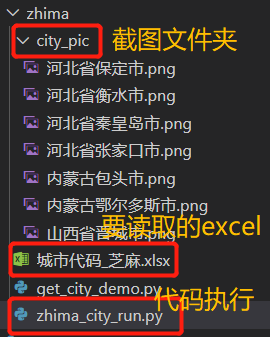 zhima
city_pic 截图文件夹
河北省保定市.png
河北省衡水市.png
河北省秦皇岛市.png
河北省张家口市.png
内蒙古包头市.png
内蒙古鄂尔多斯市.png
山西省晋城市.png
要读取的excel
城市代码_芝麻.xlsx
get_city_demo.py
代码执行
zhima_city_run.py